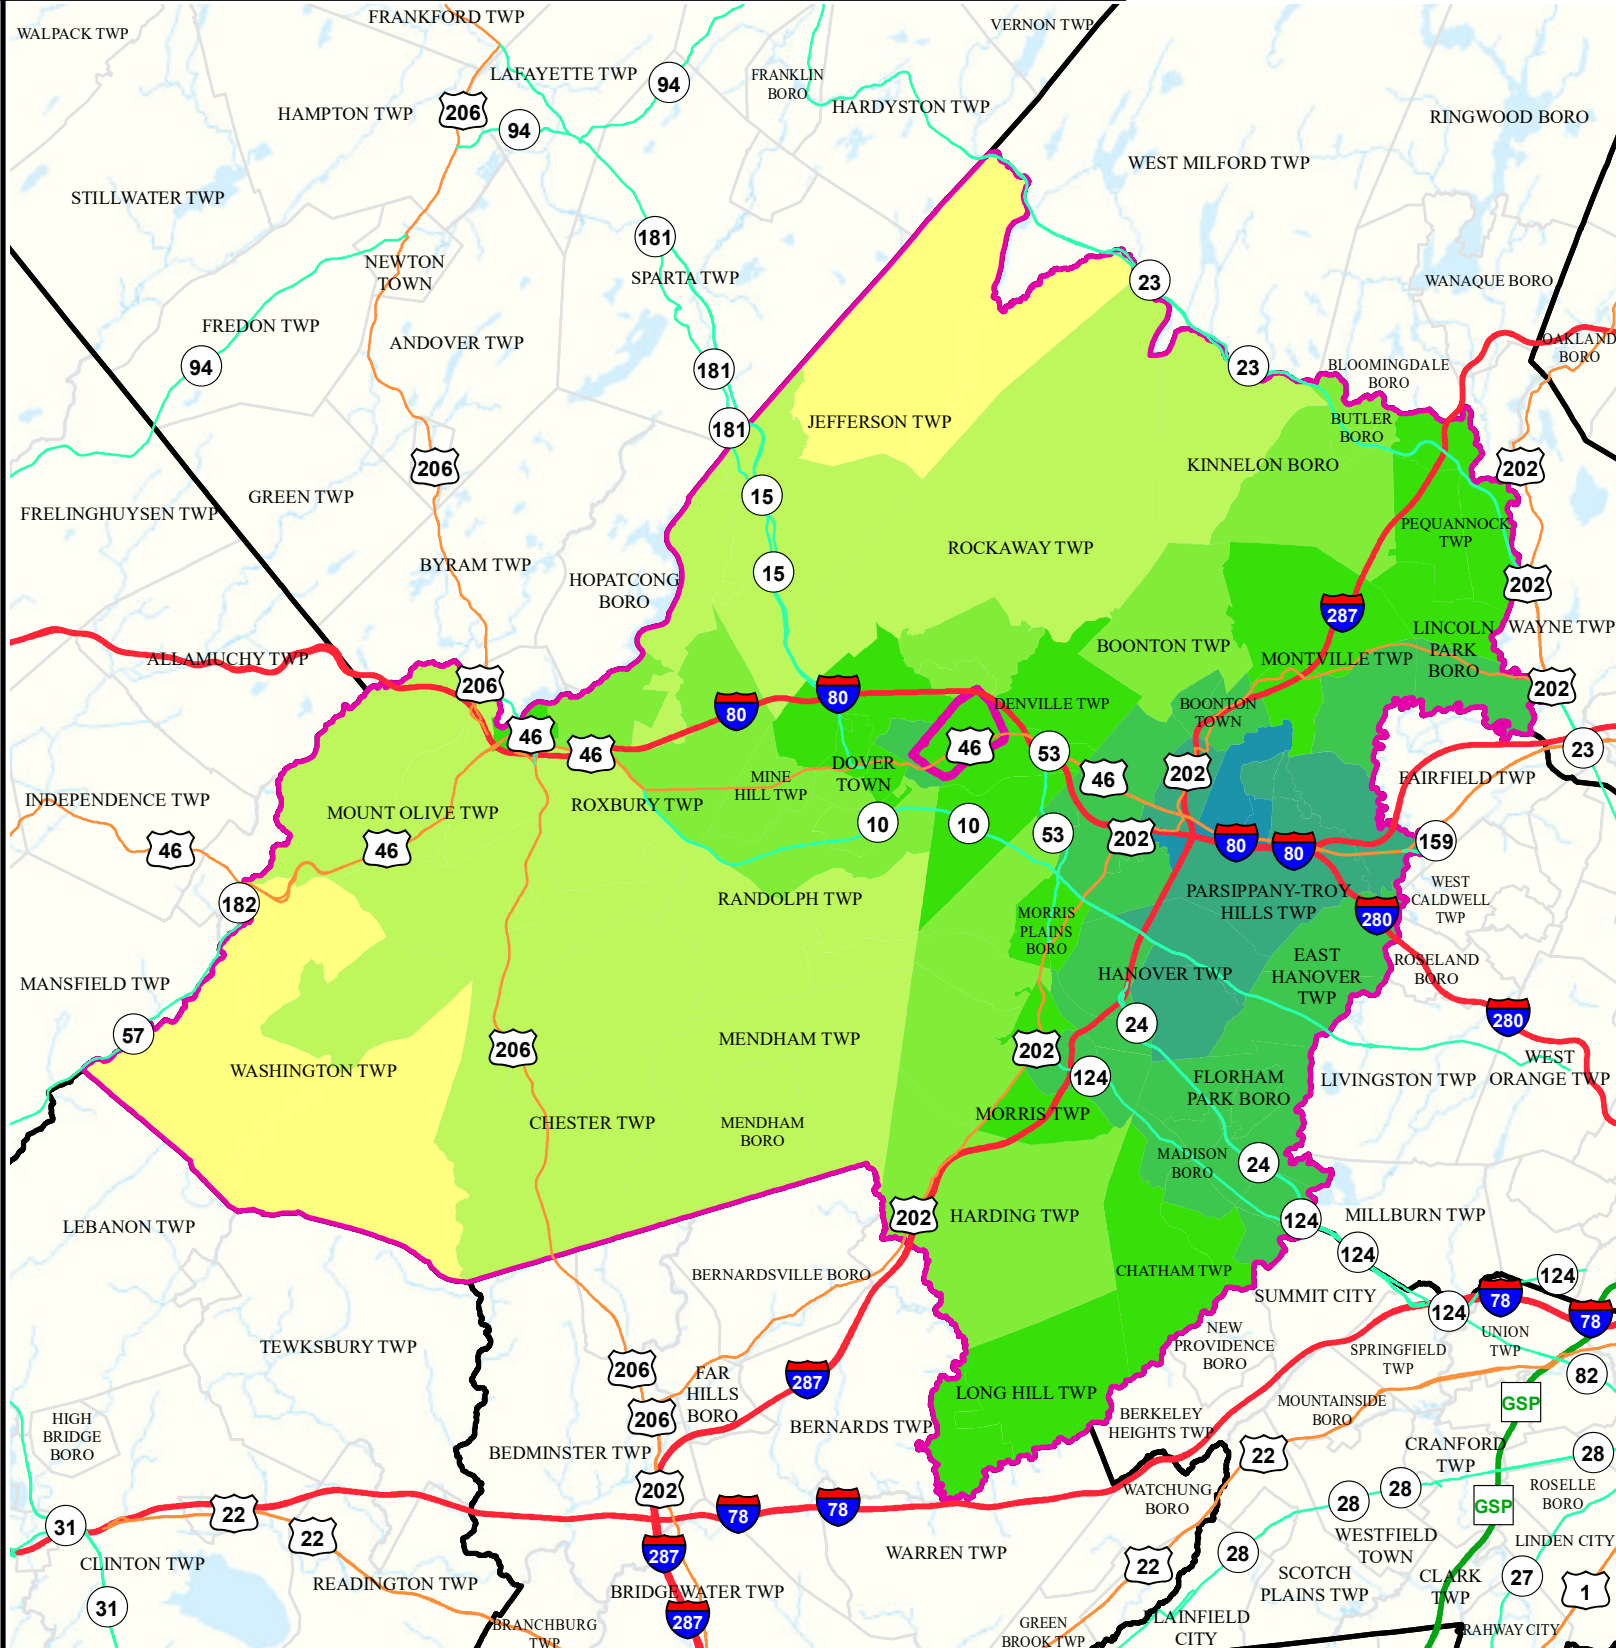 FRANKFORD TWP
WALPACK TWP
VERNON TWP
LAFAYETTE TWP
94
FRANKLIN
BORO
HARDYSTON TWP
HAMPTON TWP
206
94
RINGWOOD BORO
WEST MILFORD TWP
STILLWATER TWP
181
NEWTON
TOWN
SPARTA TWP
23
WANAQUE BORO
FREDON TWP
ANDOVER TWP
OAKLAND
BORO
94
181
23
BLOOMINGDALE
BORO
181
JEFFERSON TWP
BUTLER
BORO
206
KINNELON BORO
202
GREEN TWP
15
FRELINGHUYSEN TWP
PEQUANNOCK
TWP
ROCKAWAY TWP
BYRAM TWP
15
HOPATCONG
BORO
202
287
LINCOLN
PARK
BORO
WAYNE TWP
BOONTON TWP
ALLAMUCHY TWP
MONTVILLE TWP
206
80
80
202
DENVILLE TWP
BOONTON
TOWN
46
46
46
53
23
DOVER
TOWN
MINE
HILL TWP
46
202
FAIRFIELD TWP
INDEPENDENCE TWP
MOUNT OLIVE TWP
ROXBURY TWP
10
10
53
202
80
80
159
46
46
182
RANDOLPH TWP
PARSIPPANY-TROY
HILLS TWP
WEST
CALDWELL
TWP
280
MORRIS
PLAINS
BORO
MANSFIELD TWP
HANOVER TWP
EAST
HANOVER
TWP
ROSELAND
BORO
57
206
MENDHAM TWP
24
280
202
WASHINGTON TWP
124
FLORHAM
PARK BORO
LIVINGSTON TWP
WEST
ORANGE TWP
CHESTER TWP
MENDHAM
BORO
MORRIS TWP
MADISON
BORO
24
LEBANON TWP
202
HARDING TWP
124
MILLBURN TWP
124
BERNARDSVILLE BORO
CHATHAM TWP
124
SUMMIT CITY
78
124
78
TEWKSBURY TWP
NEW
PROVIDENCE
BORO
UNION
TWP
SPRINGFIELD
TWP
206
FAR
HILLS
BORO
287
82
LONG HILL TWP
GSP
206
HIGH
BRIDGE
BORO
BERNARDS TWP
BERKELEY
HEIGHTS TWP
MOUNTAINSIDE
BORO
BEDMINSTER TWP
22
CRANFORD
TWP
28
202
WATCHUNG
BORO
28
28
ROSELLE
BORO
31
22
22
78
78
GSP
287
WARREN TWP
28
WESTFIELD
TOWN
LINDEN CITY
CLINTON TWP
READINGTON TWP
22
SCOTCH
PLAINS TWP
CLARK
TWP
27
1
31
BRIDGEWATER TWP
287
BRANCHBURG
TWP
GREEN
BROOK TWP
LAINFIELD
CITY
RAHWAY CITY